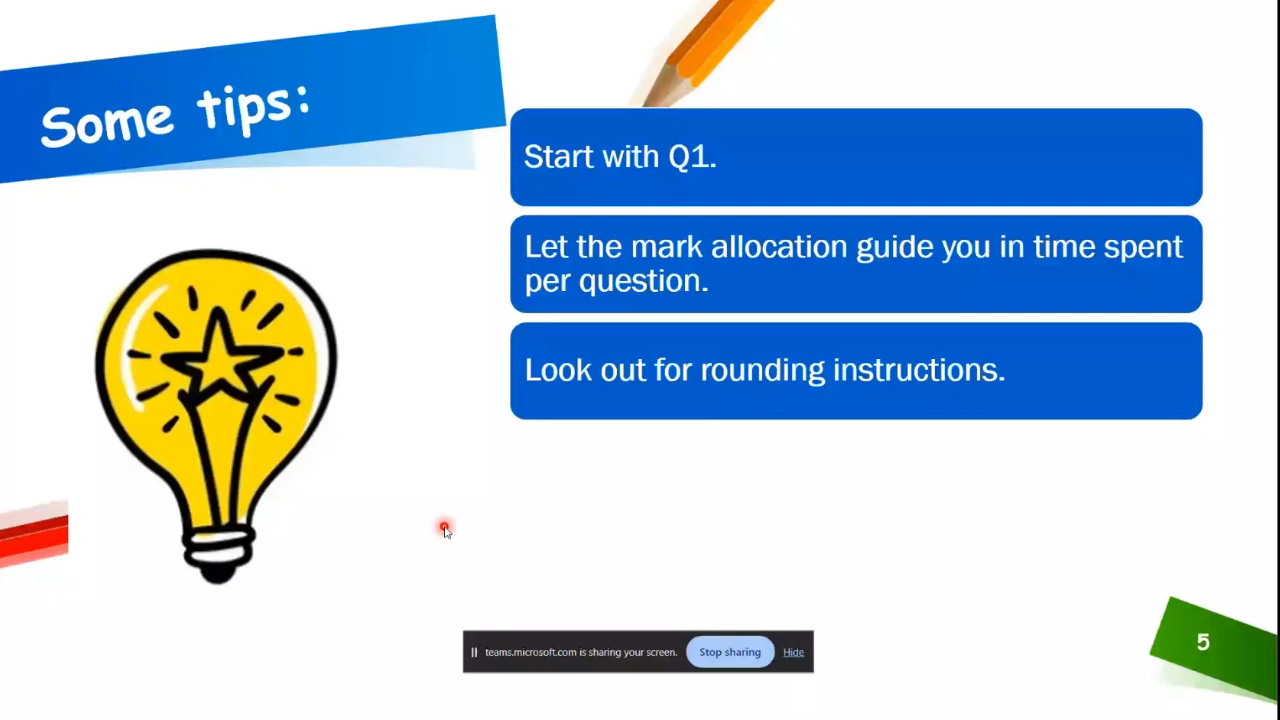 Some tips:
Start with Q1.
Let the mark allocation guide you in time spent
per question.
Look out for rounding instructions.
teams.microsoft.com is sharing your screen.
Stop sharing
Hide
5